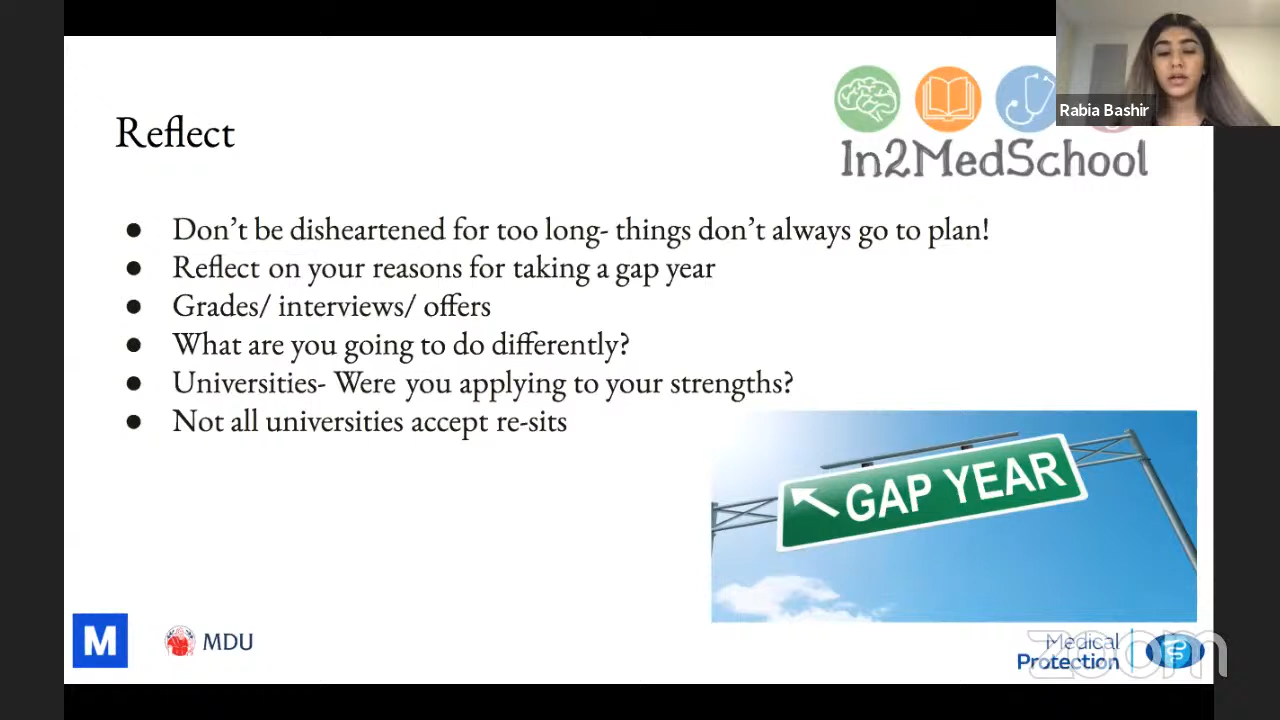 Rabia Bashir
In2MedSchool
Reflect
● Don't be disheartened for too long- things don't always go to plan!
● Reflect on your reasons for taking a gap year
● Grades/ interviews/ offers
● What are you going to do differently?
● Universities- Were you applying to your strengths?
● Not all universities accept re-sits
GAP YEAR
M
MDU
Medical
Protection
zoom